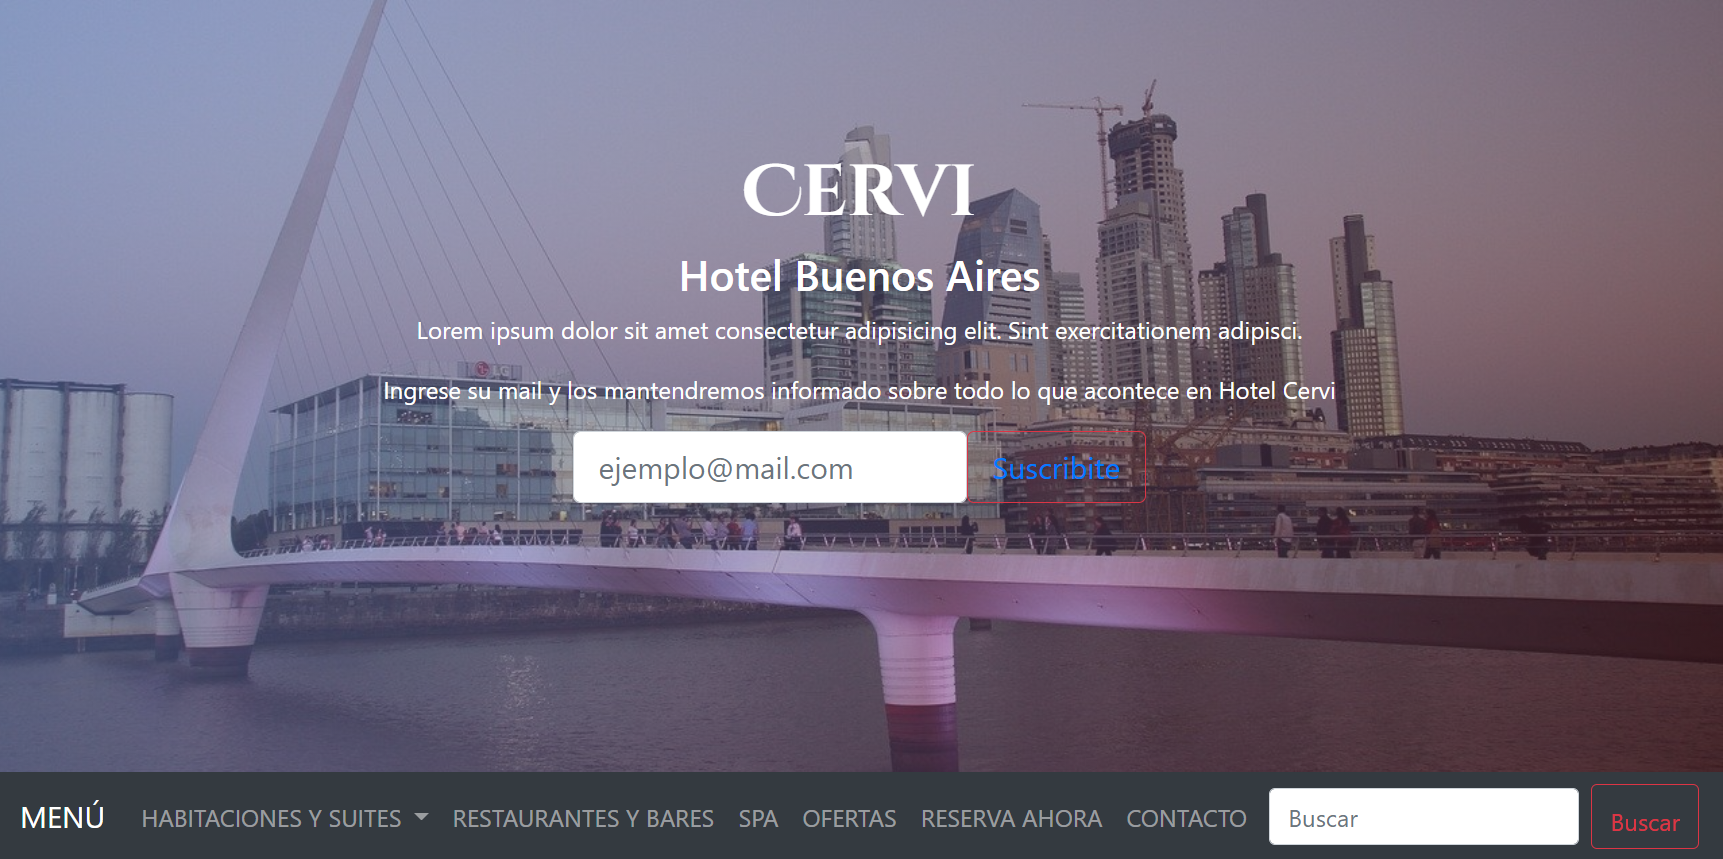 CERVI
Hotel Buenos Aires
Lorem ipsum dolor sit amet consectetur adipisicing elit. Sint exercitationem adipisci.
LG
Ingrese su mail y los mantendremos informado sobre todo lo que acontece en Hotel Cervi
ejemplo@mail.com Suscribite
MENÚ HABITACIONES Y SUITES RESTAURANTES Y BARES SPA OFERTAS RESERVA AHORA CONTACTO Buscar Buscar